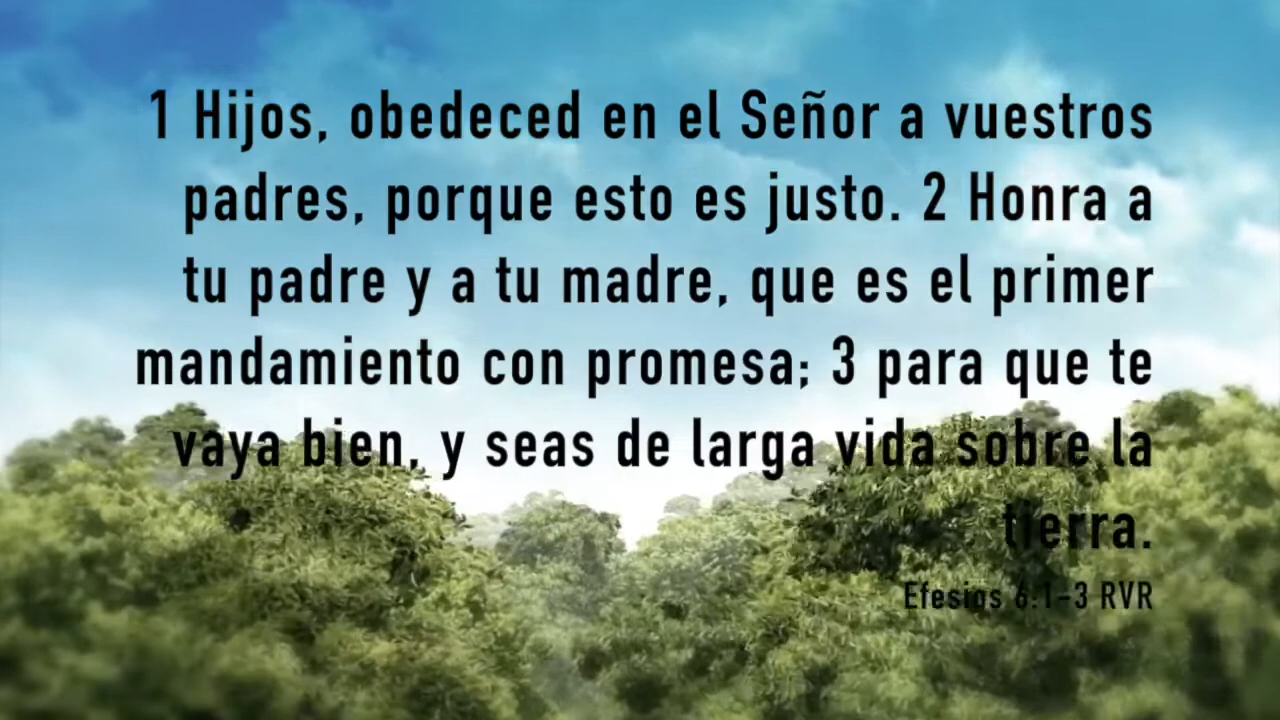 1 Hijos, obedeced en el Señor a vuestros
padres, porque esto es justo. 2 Honra a
tu padre y a tu madre, que es el primer
mandamiento con promesa; 3 para que te
vaya bien, y seas de larga vida sobre la
tierra.
Efesios 6:1-3 RVR